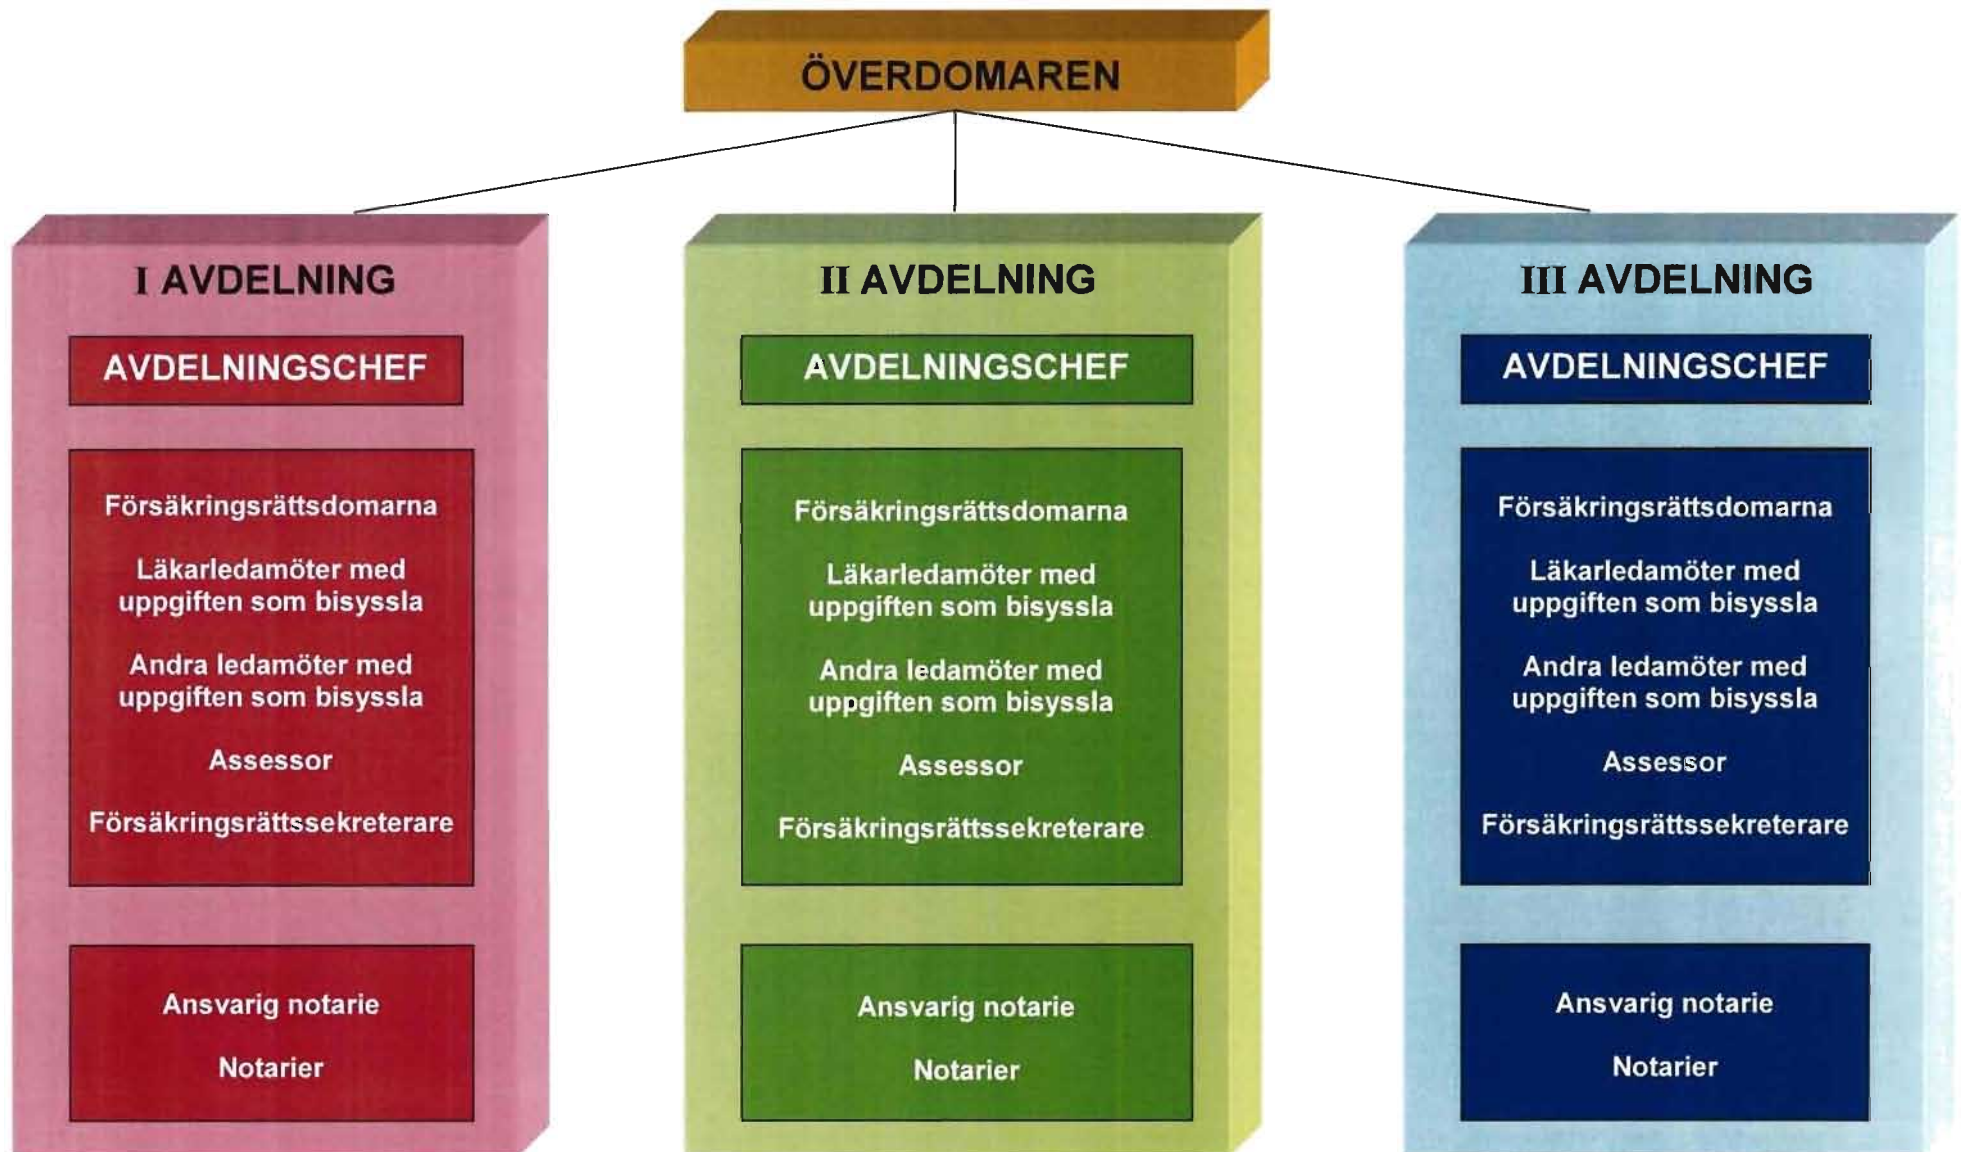 ÖVERDOMAREN
I AVDELNING
AVDELNINGSCHEF
Försäkringsrättsdomarna
Läkarledamöter med
uppgiften som bisyssla
Andra ledamöter med
uppgiften som bisyssla
Assessor
Försäkringsrättssekreterare
Ansvarig notarie
Notarier
II AVDELNING
AVDELNINGSCHEF
Försäkringsrättsdomarna
Läkarledamöter med
uppgiften som bisyssla
Andra ledamöter med
uppgiften som bisyssla
Assessor
Försäkringsrättssekreterare
Ansvarig notarie
Notarier
III AVDELNING
AVDELNINGSCHEF
Försäkringsrättsdomarna
Läkarledamöter med
uppgiften som bisyssla
Andra ledamöter med
uppgiften som bisyssla
Assessor
Försäkringsrättssekreterare
Ansvarig notarie
Notarier